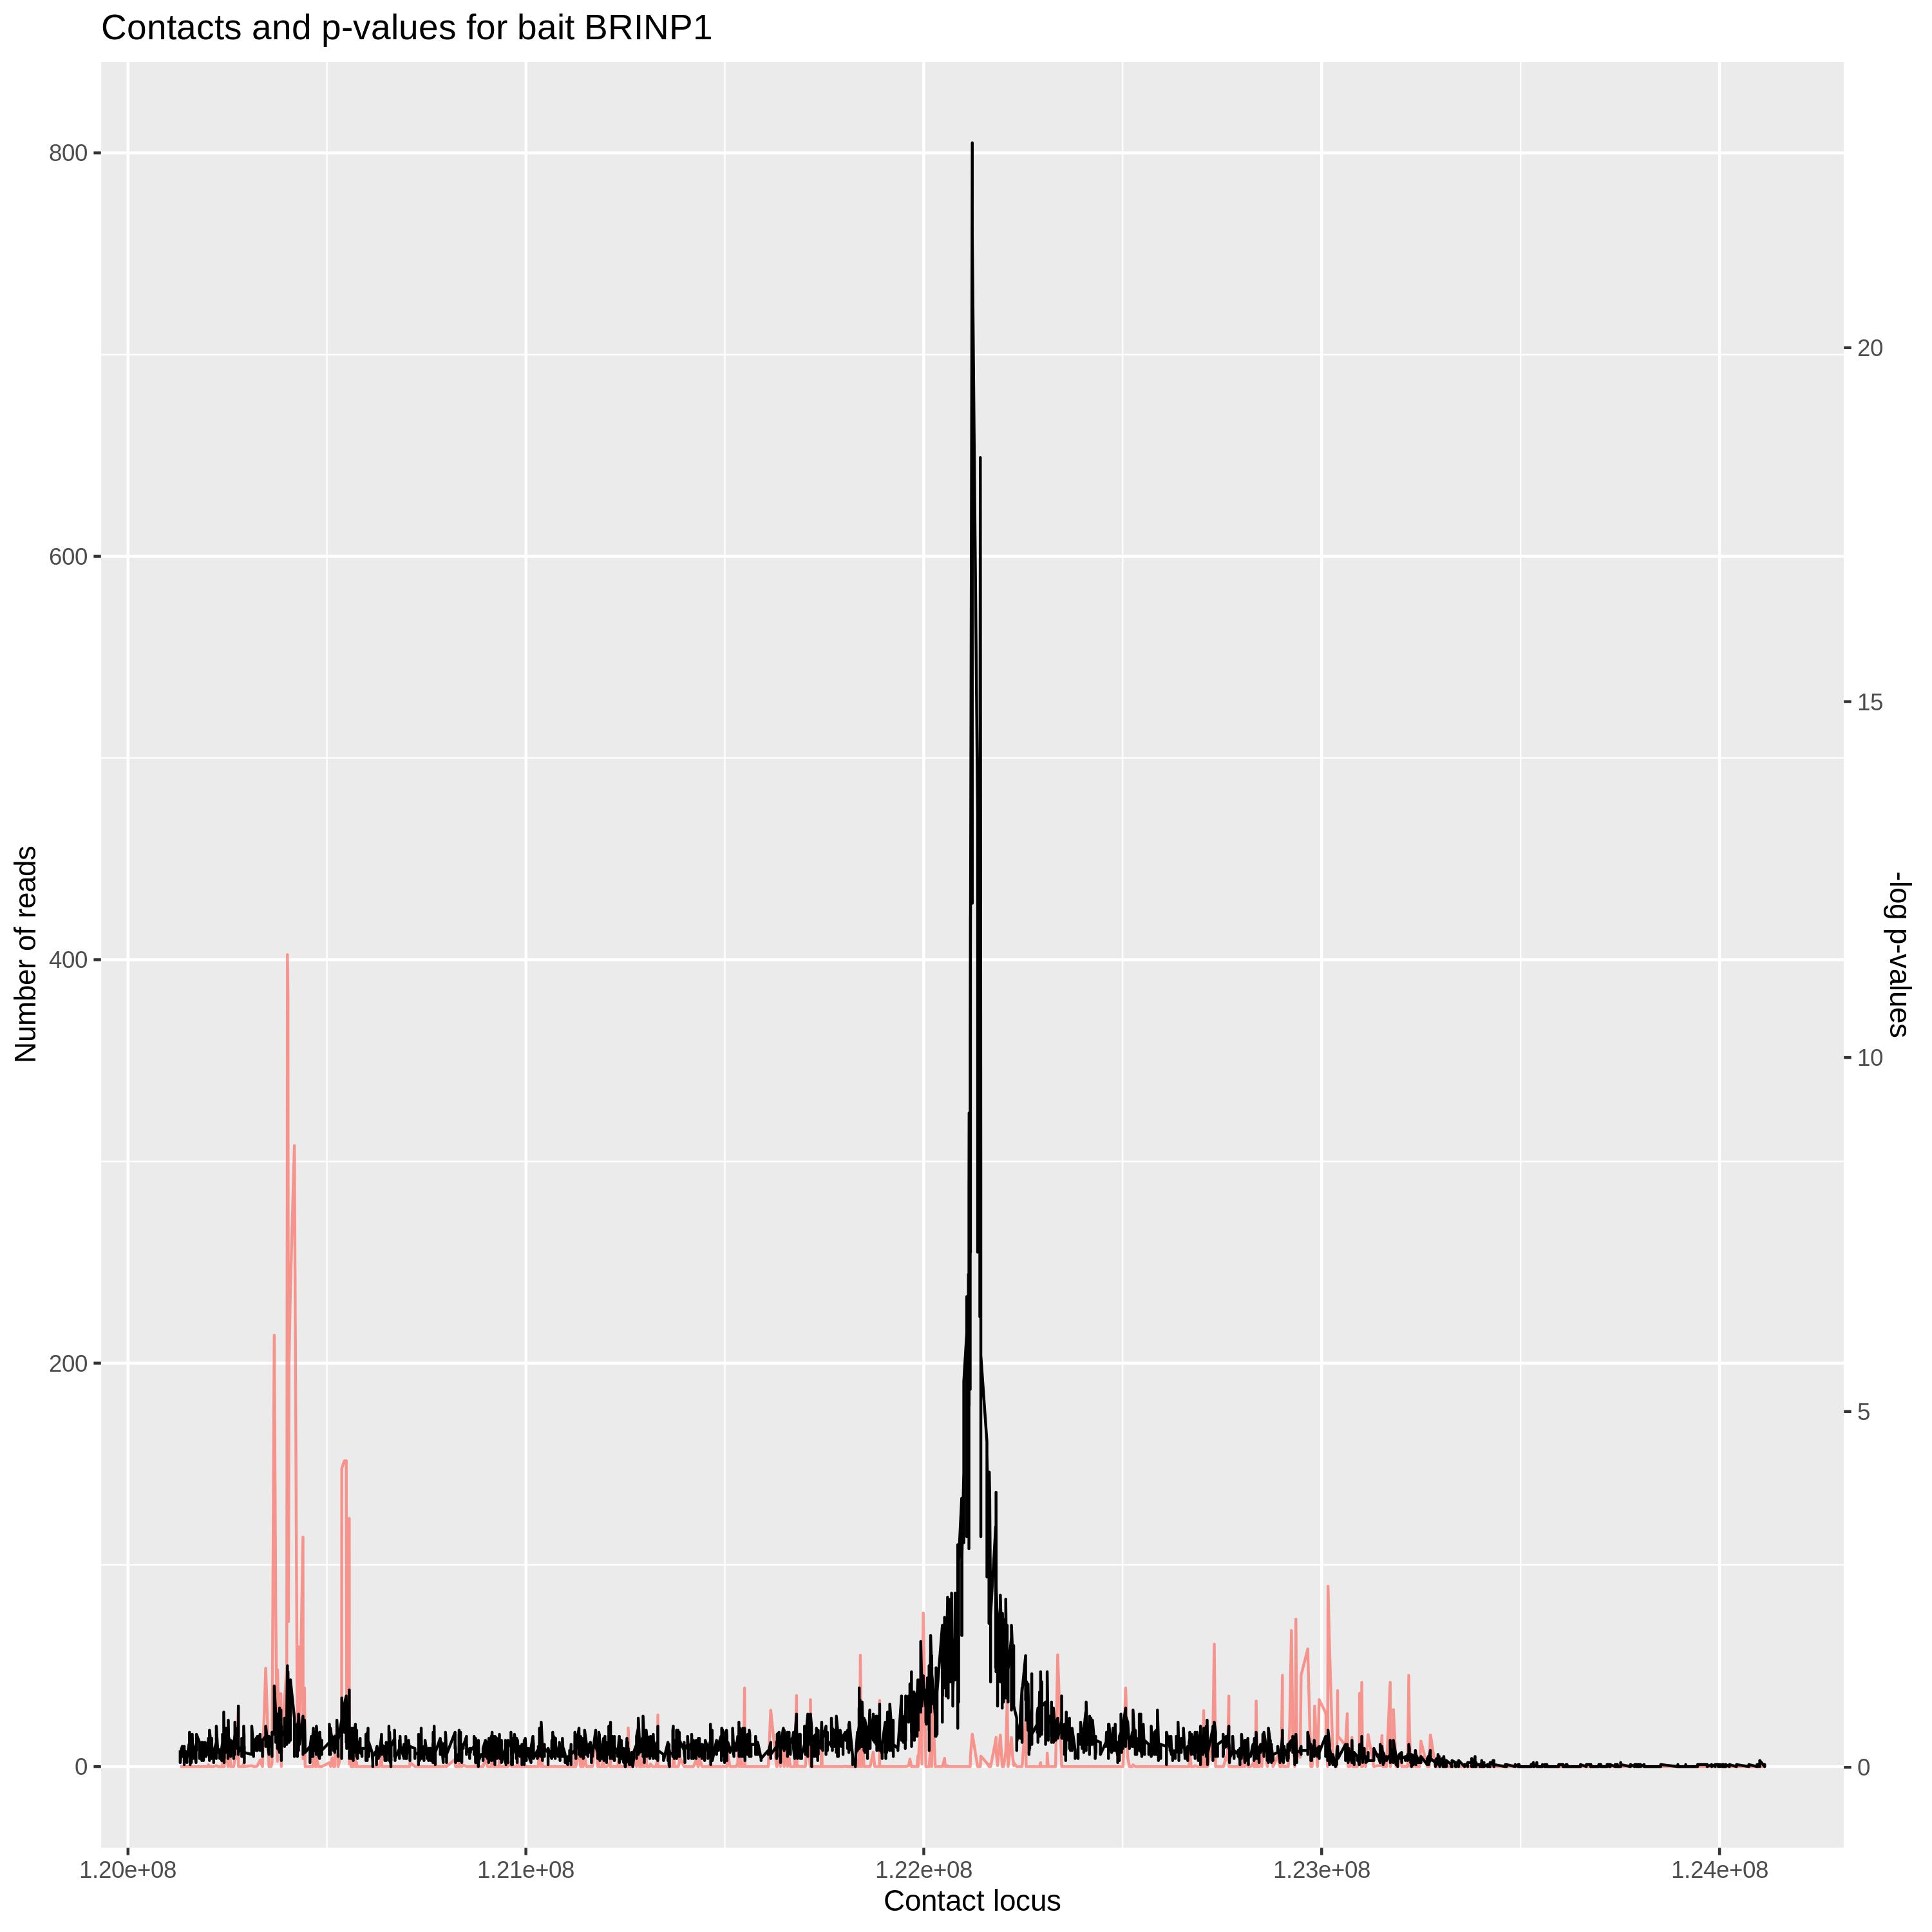 Contacts and p-values for bait BRINP1
800
600
400
200
0
Number of reads
20
15
10
5
0
-log p-values
1.20e+08
1.21e+08
1.22e+08
1.23e+08
1.24e+08
Contact locus